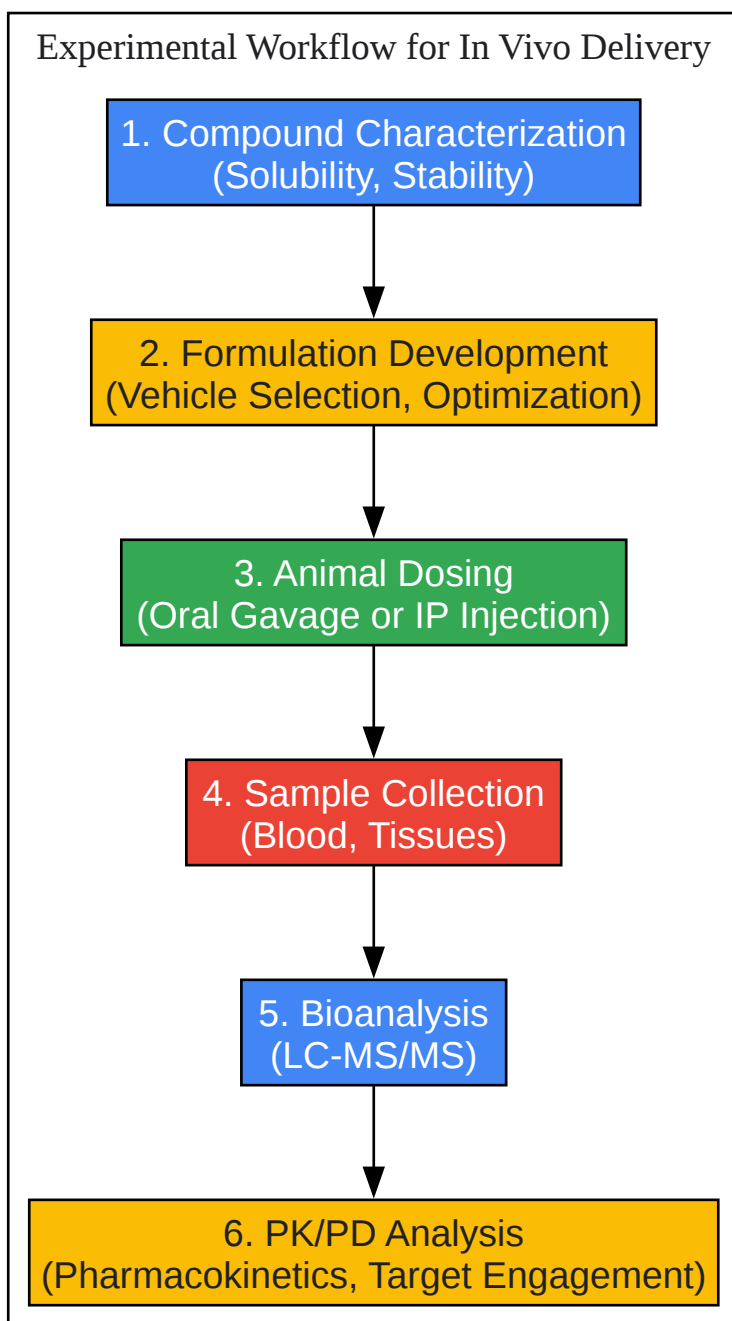 Experimental Workflow for In Vivo Delivery
1. Compound Characterization
(Solubility, Stability)
2. Formulation Development
(Vehicle Selection, Optimization)
3. Animal Dosing
(Oral Gavage or IP Injection)
4. Sample Collection
(Blood, Tissues)
5. Bioanalysis
(LC-MS/MS)
6. PK/PD Analysis
(Pharmacokinetics, Target Engagement)